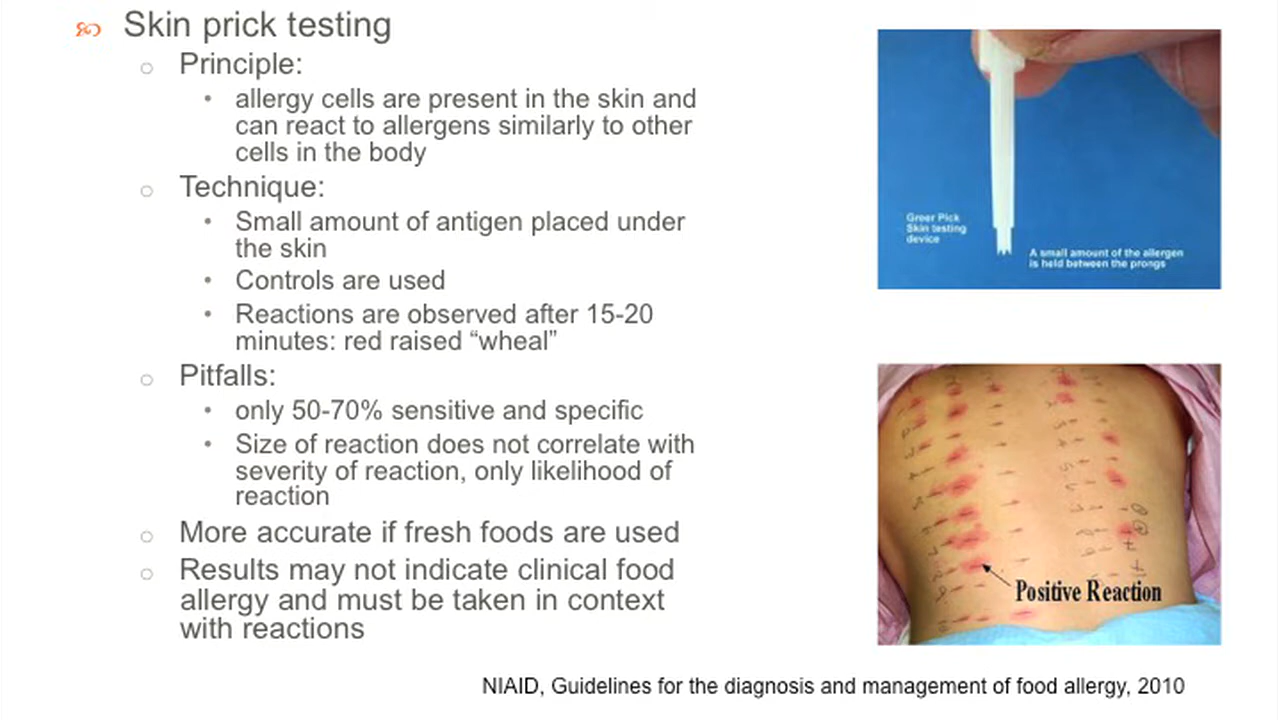 Skin prick testing
Principle:
allergy cells are present in the skin and
can react to allergens similarly to other
cells in the body
Technique:
Small amount of antigen placed under
the skin
Controls are used
Reactions are observed after 15-20
minutes: red raised “wheal”
Pitfalls:
only 50-70% sensitive and specific
Size of reaction does not correlate with
severity of reaction, only likelihood of
reaction
More accurate if fresh foods are used
Results may not indicate clinical food
allergy and must be taken in context
with reactions
Greer Pick
Skin testing
device
A small amount of the allergen
is held between the prongs
Positive Reaction
NIAID, Guidelines for the diagnosis and management of food allergy, 2010